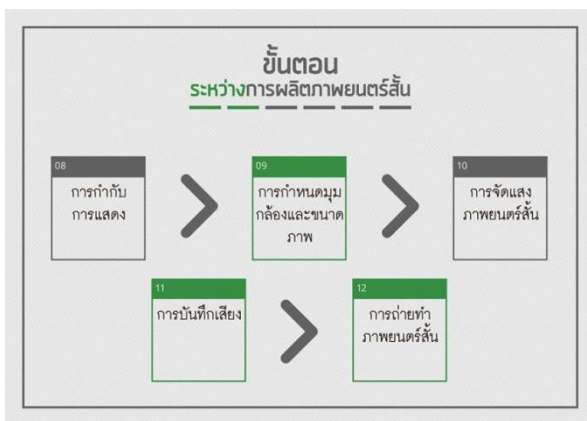 ขั้นตอน
ระหว่างการผลิตภาพยนตร์สั้น
08
การกำกับ
การแสดง
09
การกำหนดมุม
กล้องและขนาด
ภาพ
10
การจัดแสง
ภาพยนตร์สั้น
11
การบันทึกเสียง
12
การถ่ายทำ
ภาพยนตร์สั้น